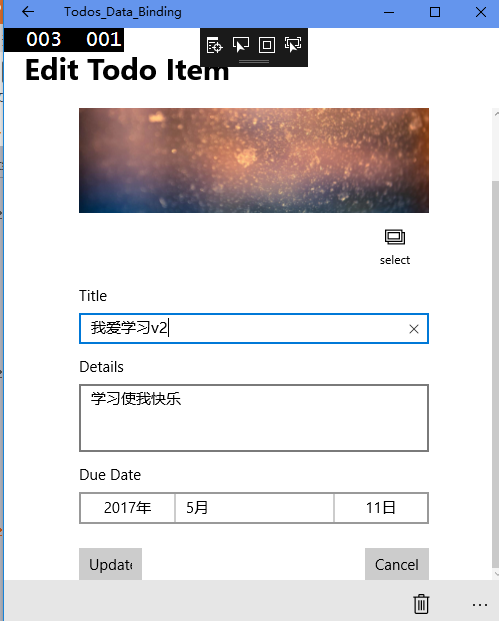 Todos_Data_Binding
003 001
Edit Todo Item
select
Title
我爱学习v2
Details
学习使我快乐
Due Date
2017年 5月 11日
Update Cancel